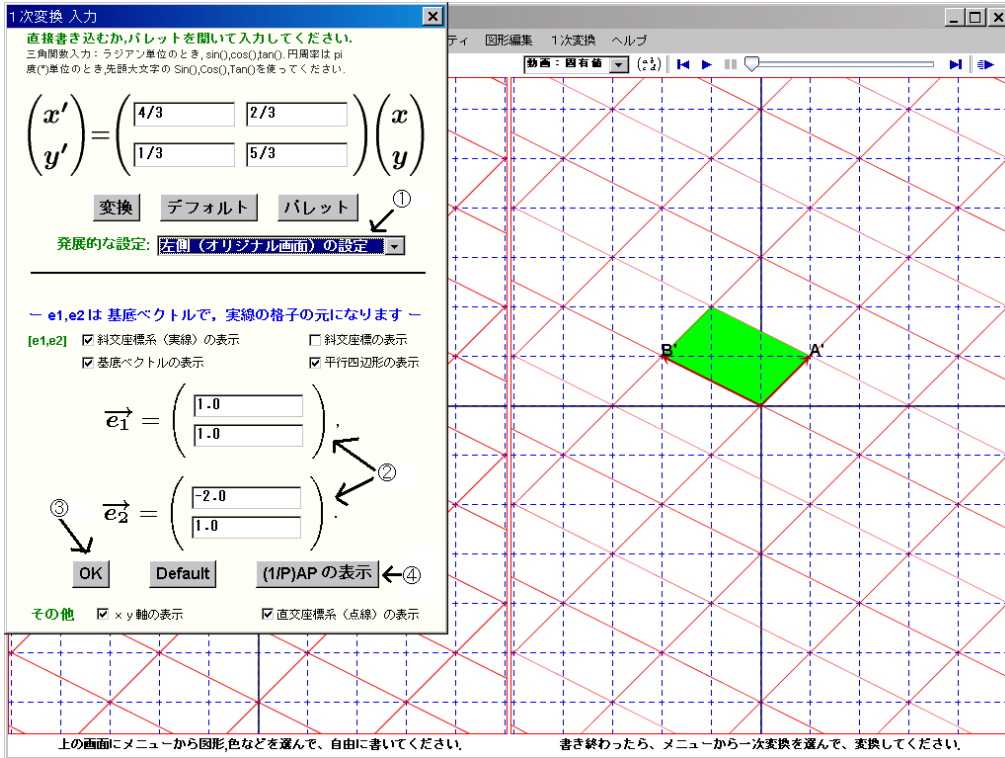 1次変換 入力
直接書き込むか,パレットを開いて入力してください.
三角関数入力：ラジアン単位のとき, sin(),cos(),tan(). 円周率は pi
度(°)単位のとき,先頭大文字の Sin(),Cos(),Tan()を使ってください.
x' = 4/3 2/3 x
y' 1/3 5/3 y
変換 デフォルト パレット ①
発展的な設定: 左側（オリジナル画面）の設定
ー e1,e2は 基底ベクトルで，実線の格子の元になります ー
[e1,e2] 斜交座標系（実線）の表示 斜交座標の表示
基底ベクトルの表示 平行四辺形の表示
e1 = 1.0 1.0 ,
②
e2 = -2.0 1.0 .
③
OK Default (1/P)AP の表示 ④
その他 x y 軸の表示 直交座標系（点線）の表示
ティ 図形編集 1次変換 ヘルプ
動画：固有値 (a b c d)
B' A'
上の画面にメニューから図形,色などを選んで、自由に書いてください.
書き終わったら、メニューから一次変換を選んで、変換してください.